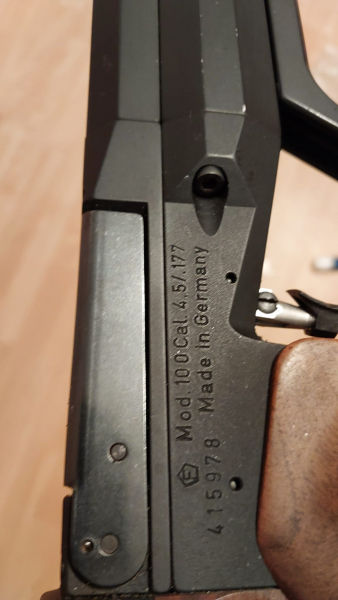 Mod. 100 Cal. 4,5/.177
F Made in Germany
415978